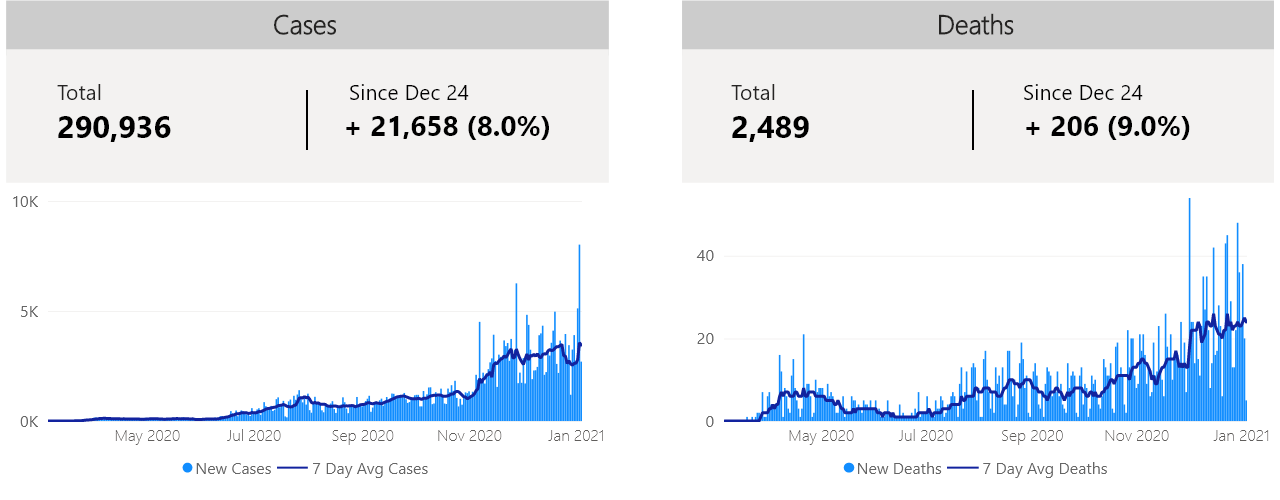 Cases
Total
290,936
Since Dec 24
+ 21,658 (8.0%)
10K
5K
0K
May 2020
Jul 2020
Sep 2020
Nov 2020
Jan 2021
New Cases
7 Day Avg Cases
Deaths
Total
2,489
Since Dec 24
+ 206 (9.0%)
40
20
0
May 2020
Jul 2020
Sep 2020
Nov 2020
Jan 2021
New Deaths
7 Day Avg Deaths